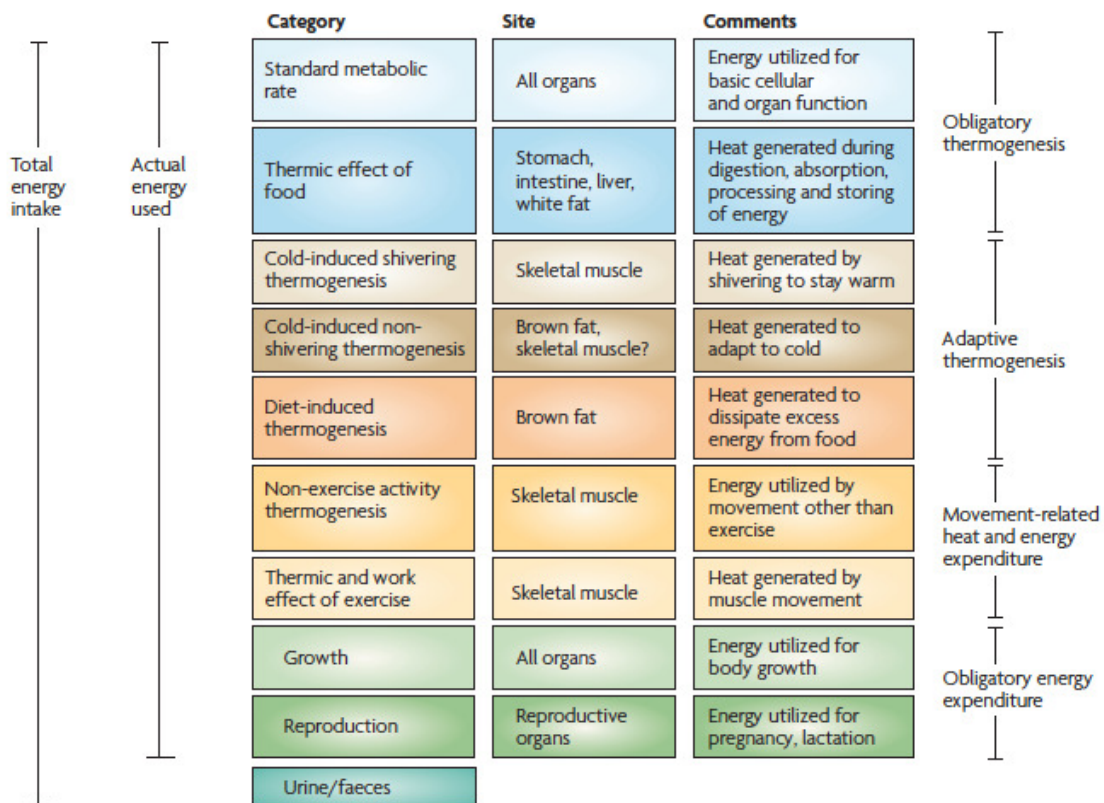 Category
Site
Comments
Total
energy
intake
Actual
energy
used
Standard metabolic
rate
All organs
Energy utilized for
basic cellular
and organ function
Thermic effect of
food
Stomach,
intestine, liver,
white fat
Heat generated during
digestion, absorption,
processing and storing
of energy
Obligatory
thermogenesis
Cold-induced shivering
thermogenesis
Skeletal muscle
Heat generated by
shivering to stay warm
Cold-induced non-
shivering thermogenesis
Brown fat,
skeletal muscle?
Heat generated to
adapt to cold
Diet-induced
thermogenesis
Brown fat
Heat generated to
dissipate excess
energy from food
Adaptive
thermogenesis
Non-exercise activity
thermogenesis
Skeletal muscle
Energy utilized by
movement other than
exercise
Thermic and work
effect of exercise
Skeletal muscle
Heat generated by
muscle movement
Movement-related
heat and energy
expenditure
Growth
All organs
Energy utilized for
body growth
Reproduction
Reproductive
organs
Energy utilized for
pregnancy, lactation
Obligatory energy
expenditure
Urine/faeces